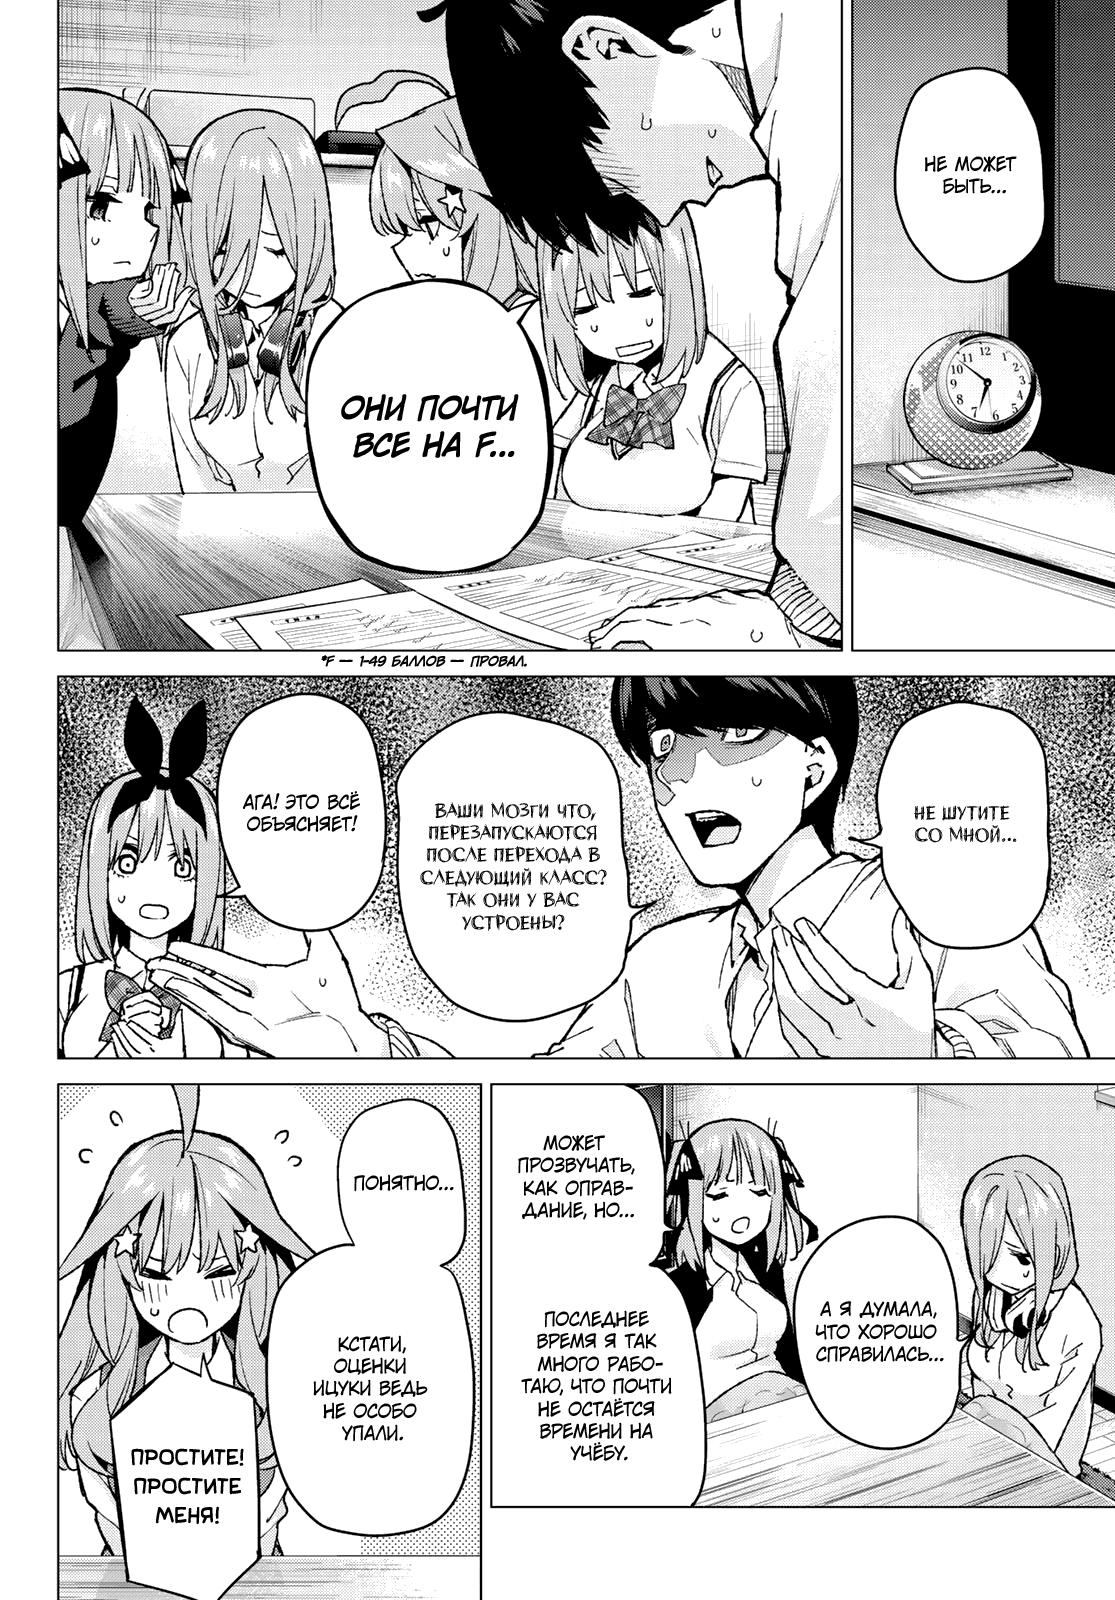 НЕ МОЖЕТ
БЫТЬ...
ОНИ ПОЧТИ
ВСЕ НА F...
*F — 1-49 БАЛЛОВ — ПРОВАЛ.
НЕ ШУТИТЕ
СО МНОЙ...
ВАШИ МОЗГИ ЧТО,
ПЕРЕЗАПУСКАЮТСЯ
ПОСЛЕ ПЕРЕХОДА В
СЛЕДУЮЩИЙ КЛАСС?
ТАК ОНИ У ВАС
УСТРОЕНЫ?
АГА! ЭТО ВСЁ
ОБЪЯСНЯЕТ!
А Я ДУМАЛА,
ЧТО ХОРОШО
СПРАВИЛАСЬ...
МОЖЕТ
ПРОЗВУЧАТЬ,
КАК ОПРАВ-
ДАНИЕ, НО...
ПОСЛЕДНЕЕ
ВРЕМЯ Я ТАК
МНОГО РАБО-
ТАЮ, ЧТО ПОЧТИ
НЕ ОСТАЁТСЯ
ВРЕМЕНИ НА
УЧЁБУ.
ПОНЯТНО...
КСТАТИ,
ОЦЕНКИ
ИЦУКИ ВЕДЬ
НЕ ОСОБО
УПАЛИ.
ПРОСТИТЕ!
ПРОСТИТЕ
МЕНЯ!